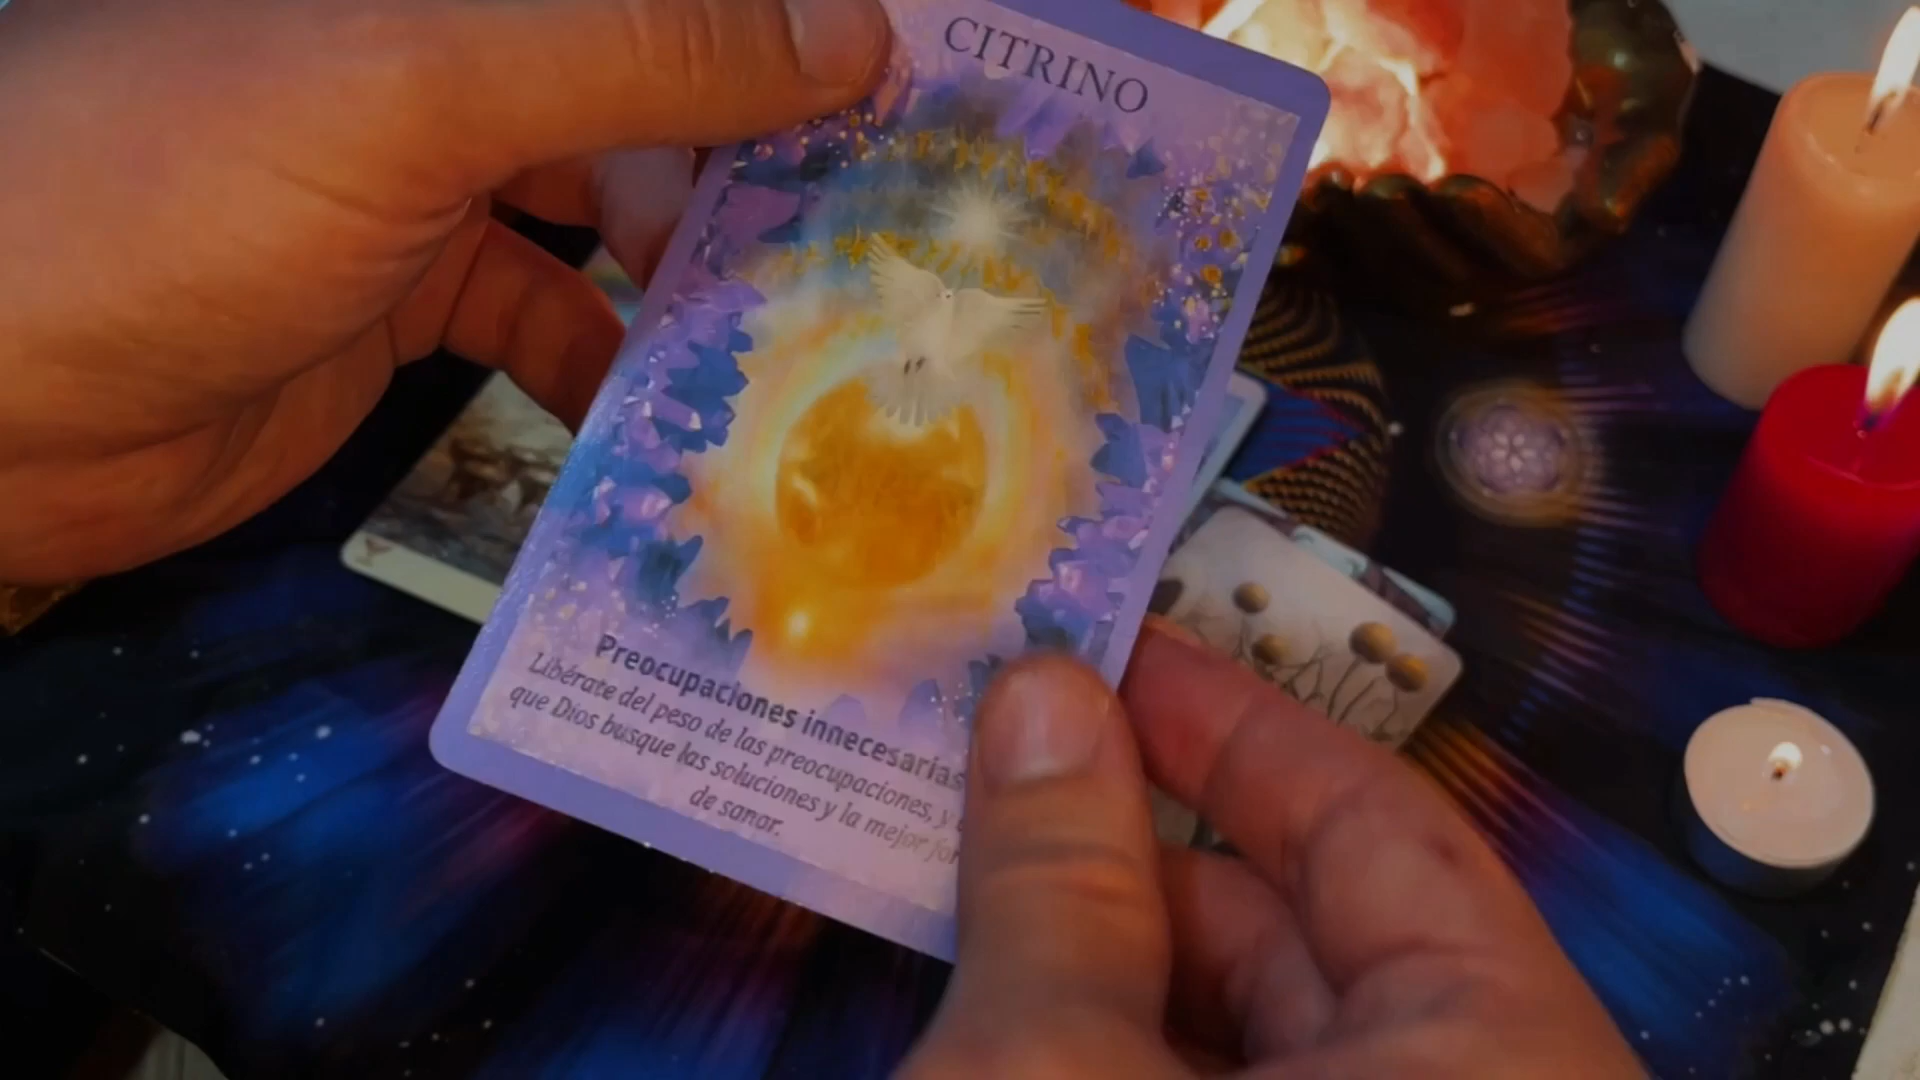 CITRINO
Preocupaciones innecesarias
Libérate del peso de las preocupaciones, y
que Dios busque las soluciones y la mejor
de sanar.